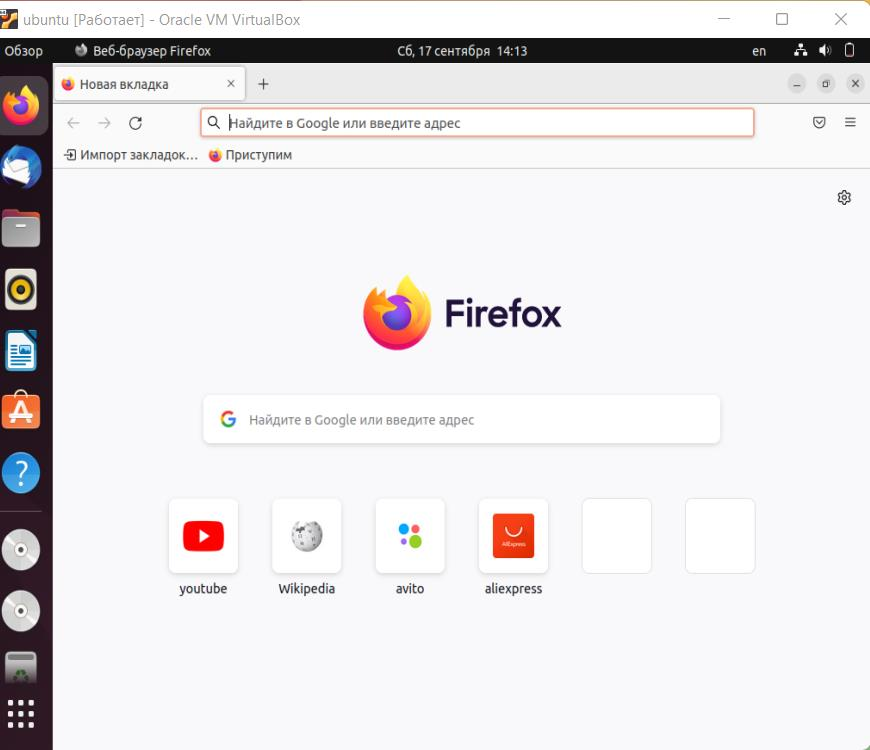 ubuntu [Работает] - Oracle VM VirtualBox
Обзор Веб-браузер Firefox Сб, 17 сентября 14:13 en
Новая вкладка
Найдите в Google или введите адрес
Импорт закладок... Приступим
Firefox
Найдите в Google или введите адрес
AliExpress
youtube Wikipedia avito aliexpress